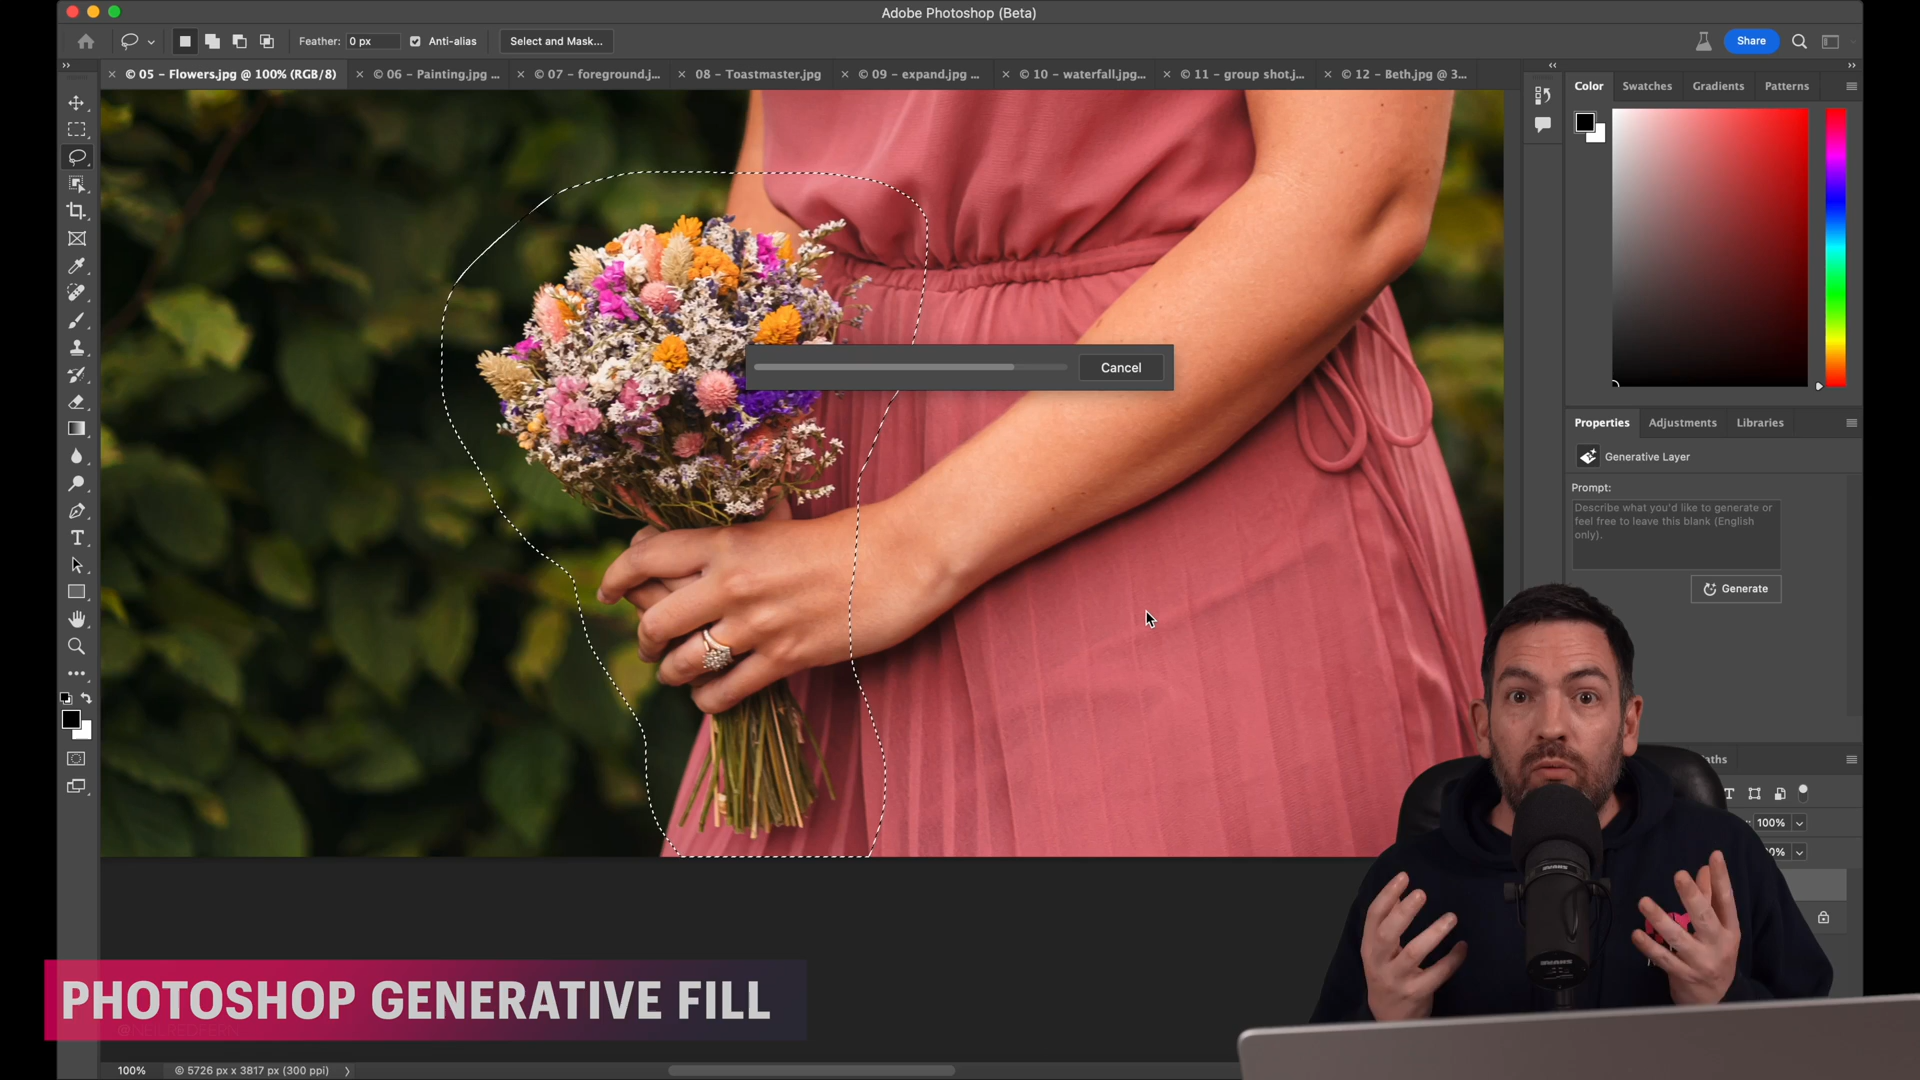 Adobe Photoshop (Beta)
Feather: 0 px Anti-alias Select and Mask... Share
× © 05 – Flowers.jpg @ 100% (RGB/8) × © 06 – Painting.jpg ... × © 07 – foreground.j... × 08 – Toastmaster.jpg × © 09 – expand.jpg ... × © 10 – waterfall.jpg... × © 11 – group shot.j... × © 12 – Beth.jpg @ 3...
Color Swatches Gradients Patterns
Cancel
Properties Adjustments Libraries
Generative Layer
Prompt:
Describe what you'd like to generate or
feel free to leave this blank (English
only).
Generate
100%
PHOTOSHOP GENERATIVE FILL
100% © 5726 px x 3817 px (300 ppi)